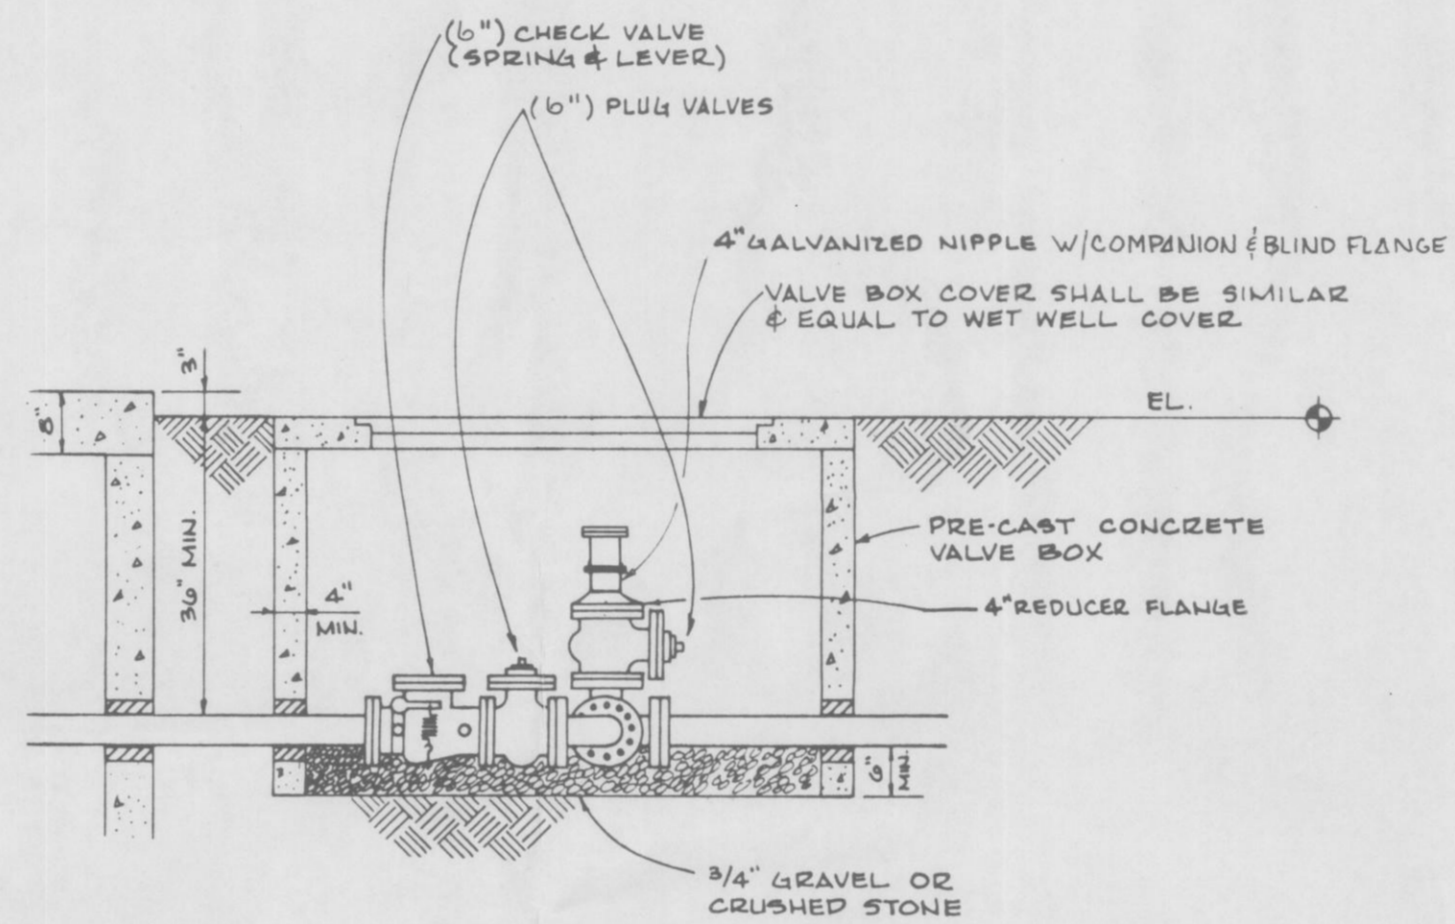 (6") CHECK VALVE
(SPRING & LEVER)
(6") PLUG VALVES
4" GALVANIZED NIPPLE W/COMPANION & BLIND FLANGE
VALVE BOX COVER SHALL BE SIMILAR
& EQUAL TO WET WELL COVER
3"
8"
EL.
36" MIN.
PRE-CAST CONCRETE
VALVE BOX
4"
MIN.
4" REDUCER FLANGE
6"
MIN.
3/4" GRAVEL OR
CRUSHED STONE